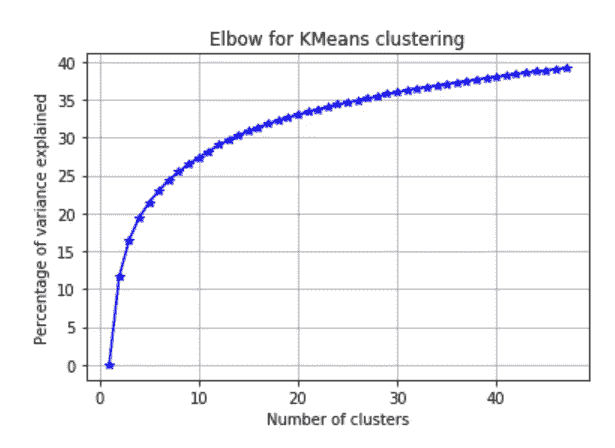 Elbow for KMeans clustering
40
35
30
25
20
15
10
5
0
Percentage of variance explained
0 10 20 30 40
Number of clusters